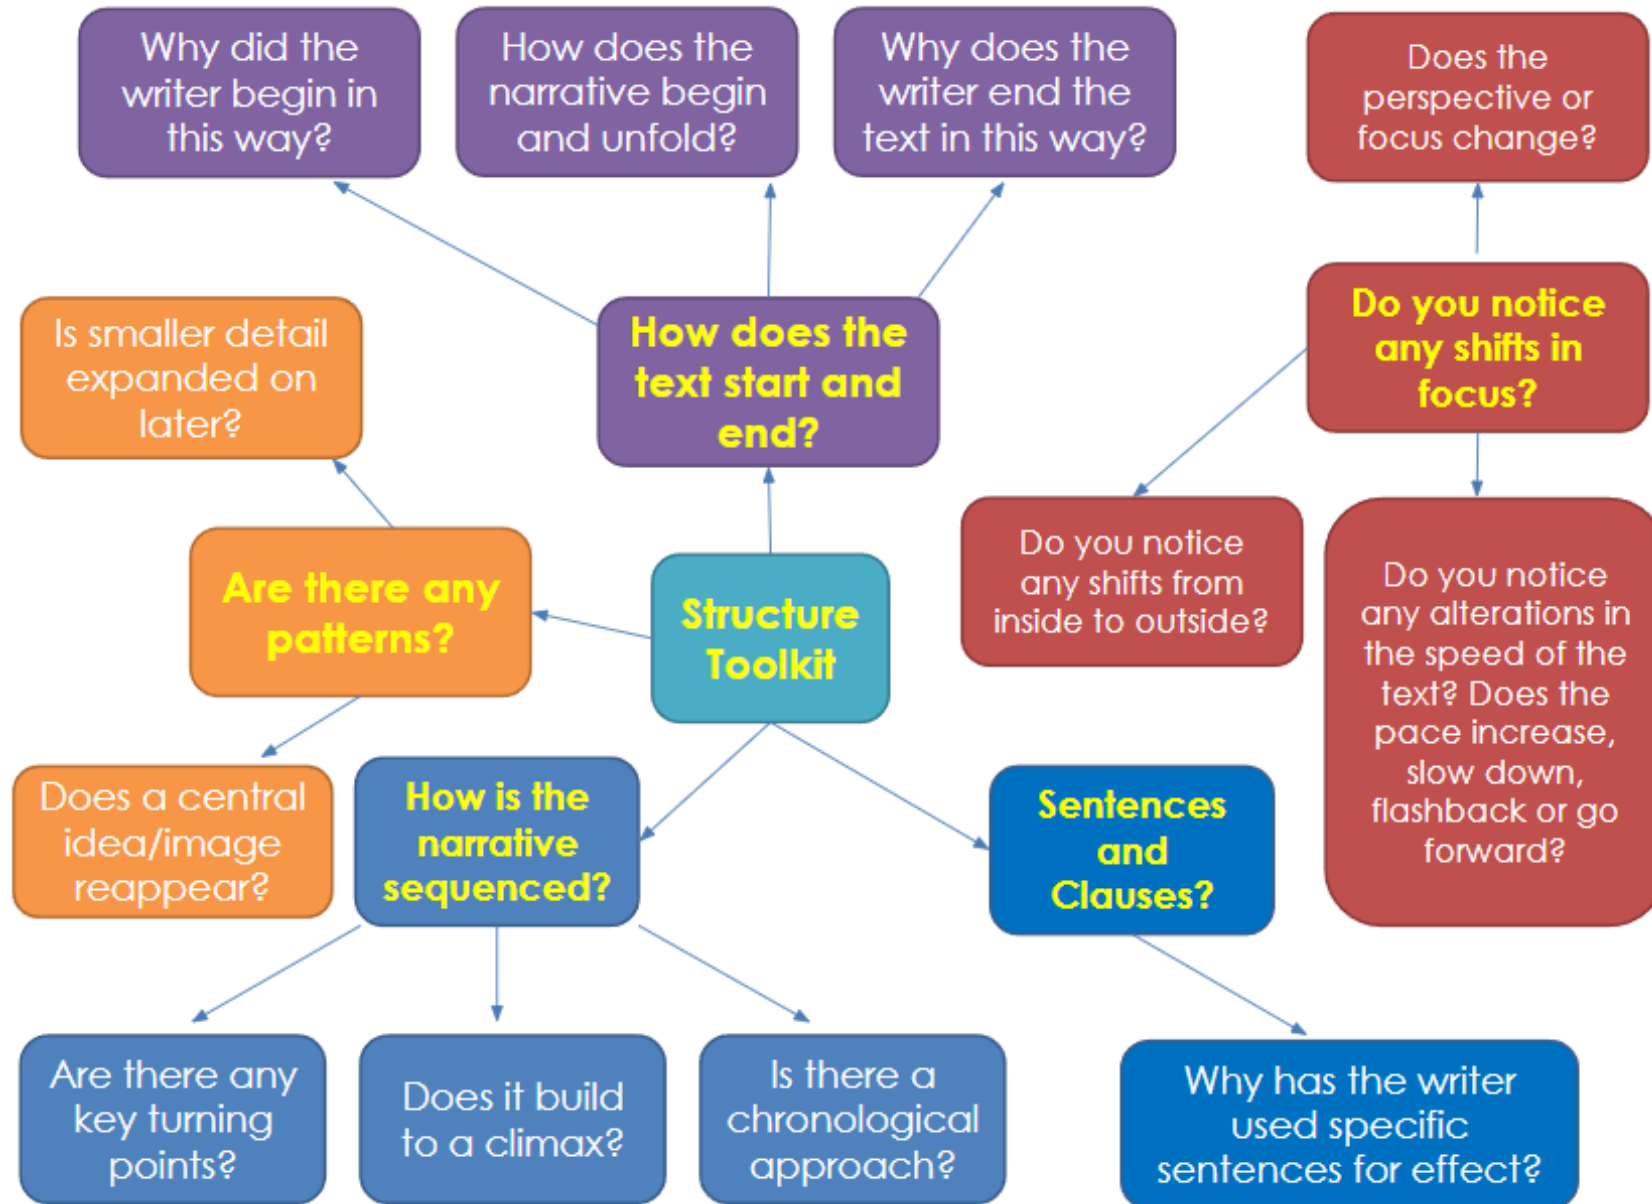 Why did the
writer begin in
this way?
How does the
narrative begin
and unfold?
Why does the
writer end the
text in this way?
Does the
perspective or
focus change?
Is smaller detail
expanded on
later?
How does the
text start and
end?
Do you notice
any shifts in
focus?
Are there any
patterns?
Structure
Toolkit
Do you notice
any shifts from
inside to outside?
Do you notice
any alterations in
the speed of the
text? Does the
pace increase,
slow down,
flashback or go
forward?
Does a central
idea/image
reappear?
How is the
narrative
sequenced?
Sentences
and
Clauses?
Are there any
key turning
points?
Does it build
to a climax?
Is there a
chronological
approach?
Why has the writer
used specific
sentences for effect?